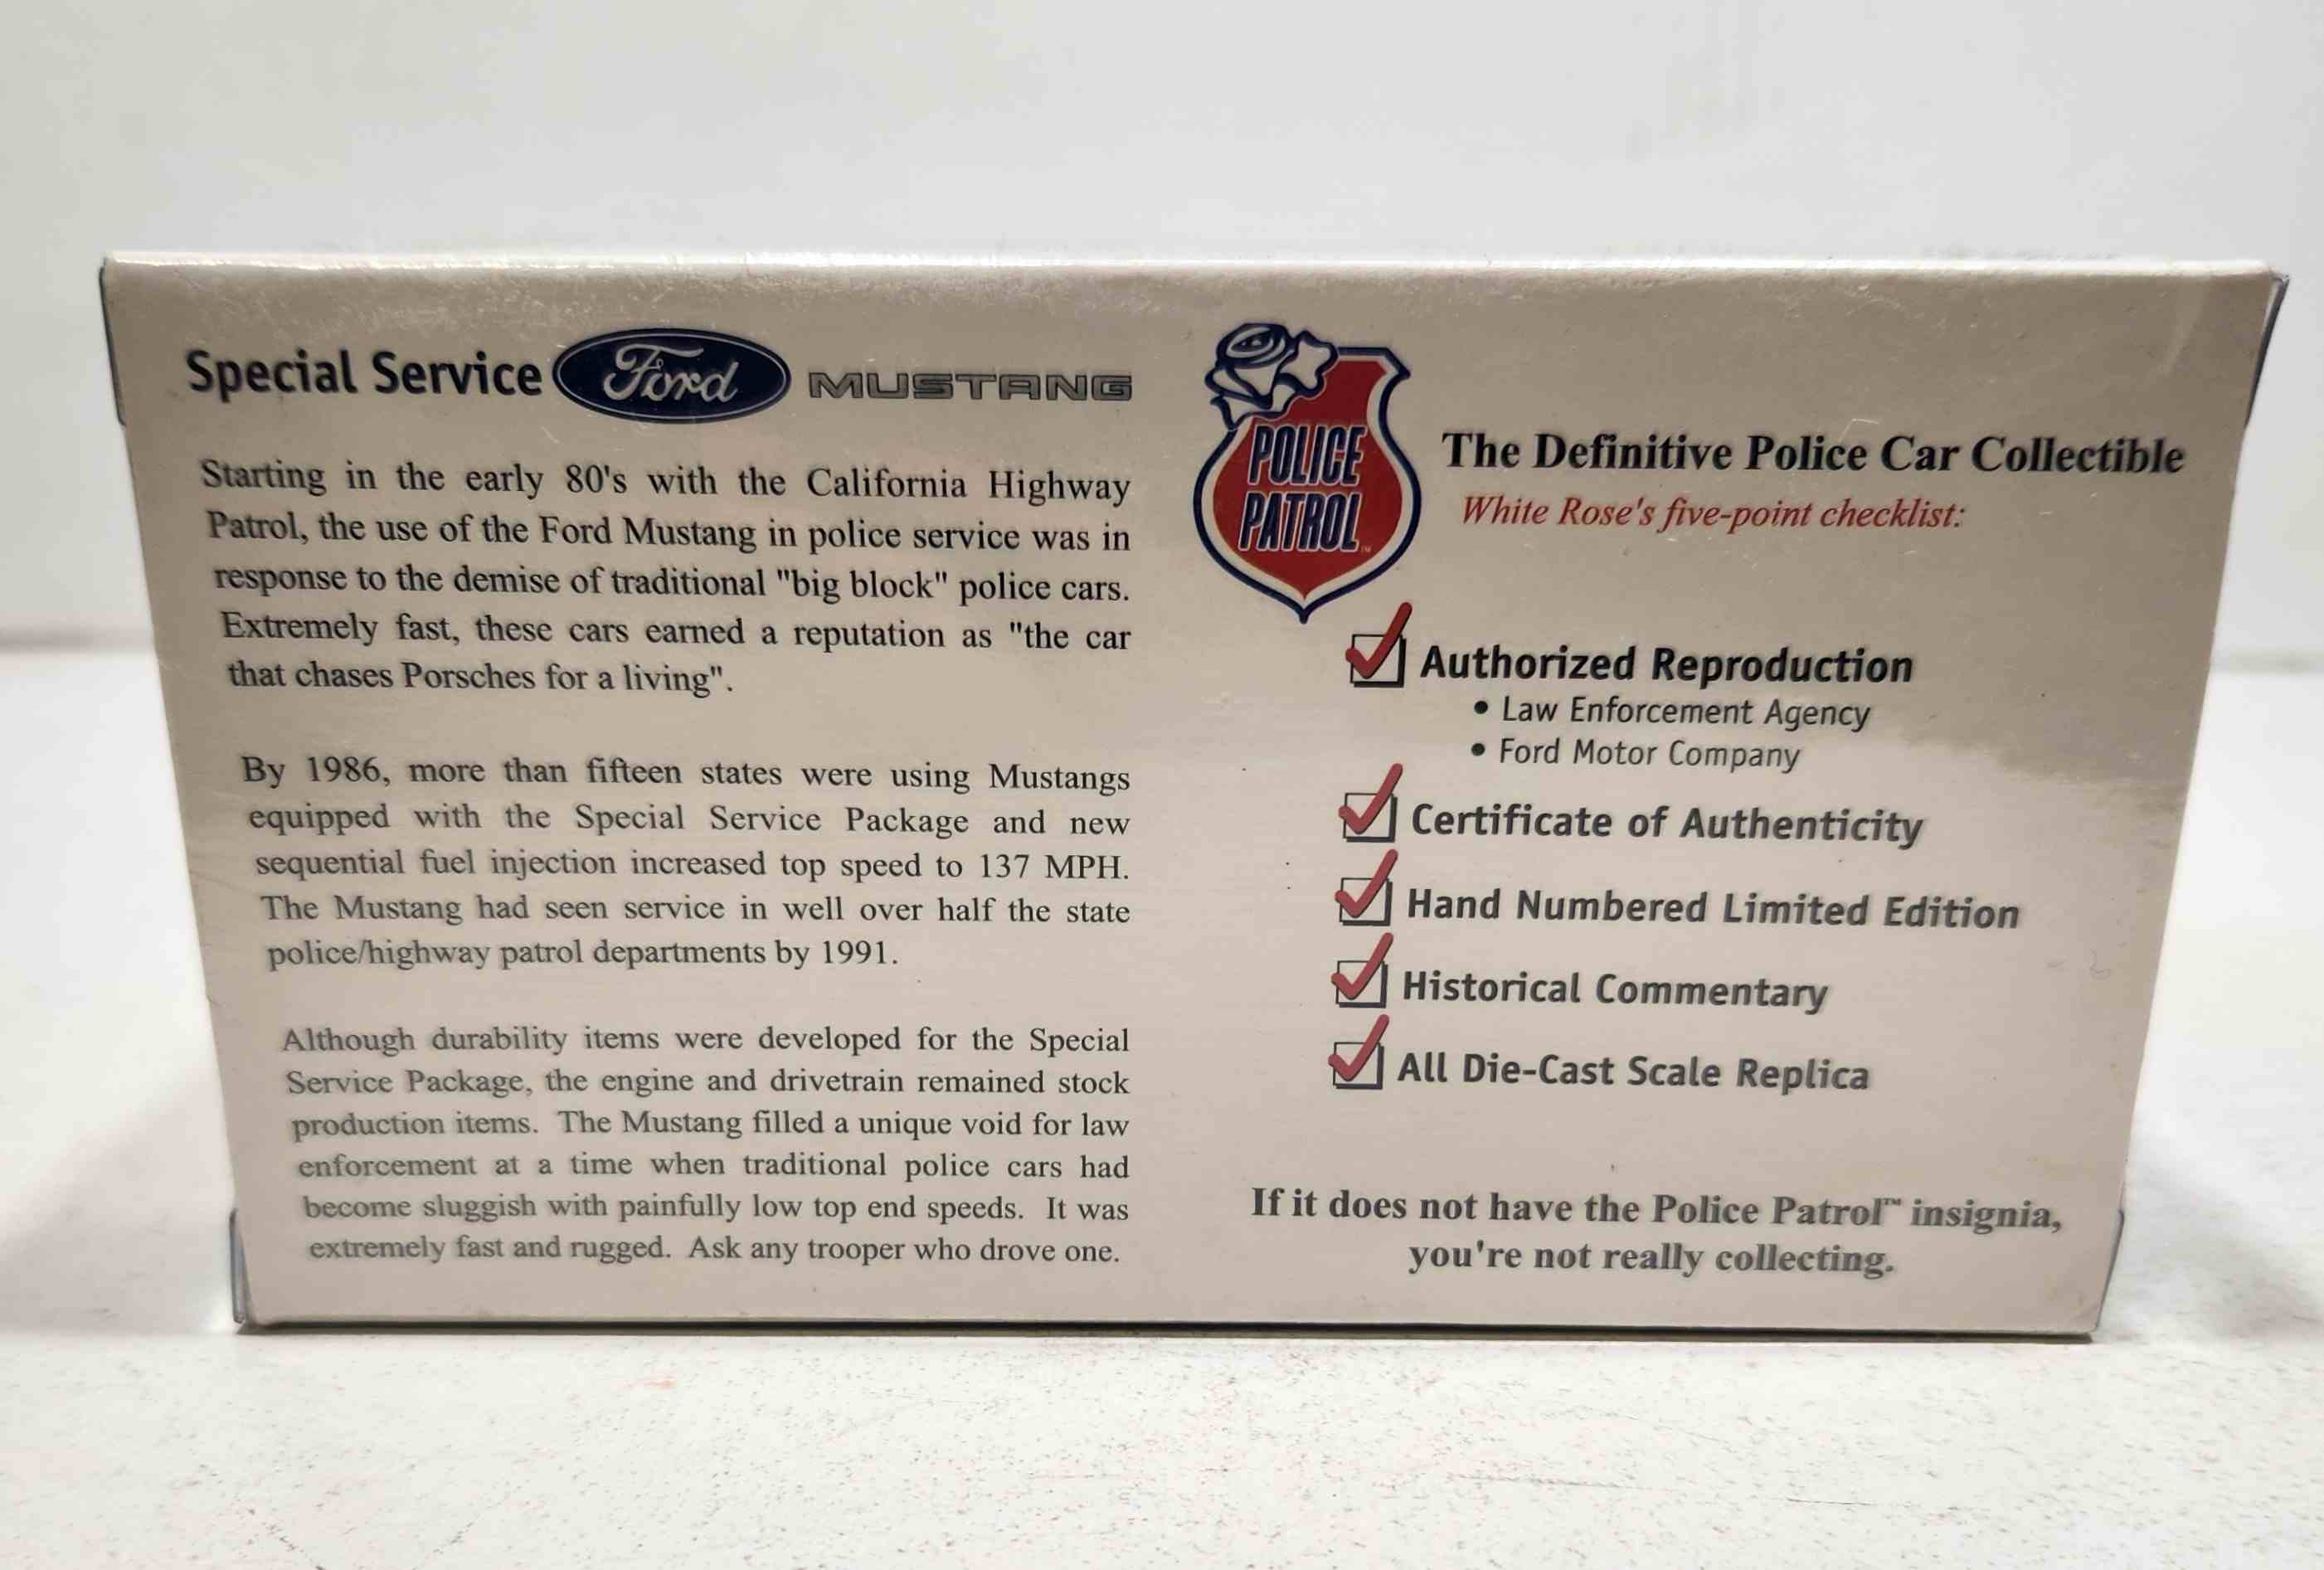 Special Service Ford MUSTANG
Starting in the early 80's with the California Highway
Patrol, the use of the Ford Mustang in police service was in
response to the demise of traditional "big block" police cars.
Extremely fast, these cars earned a reputation as "the car
that chases Porsches for a living".
By 1986, more than fifteen states were using Mustangs
equipped with the Special Service Package and new
sequential fuel injection increased top speed to 137 MPH.
The Mustang had seen service in well over half the state
police/highway patrol departments by 1991.
Although durability items were developed for the Special
Service Package, the engine and drivetrain remained stock
production items. The Mustang filled a unique void for law
enforcement at a time when traditional police cars had
become sluggish with painfully low top end speeds. It was
extremely fast and rugged. Ask any trooper who drove one.
POLICE
PATROL™
The Definitive Police Car Collectible
White Rose's five-point checklist:
Authorized Reproduction
• Law Enforcement Agency
• Ford Motor Company
Certificate of Authenticity
Hand Numbered Limited Edition
Historical Commentary
All Die-Cast Scale Replica
If it does not have the Police Patrol™ insignia,
you're not really collecting.